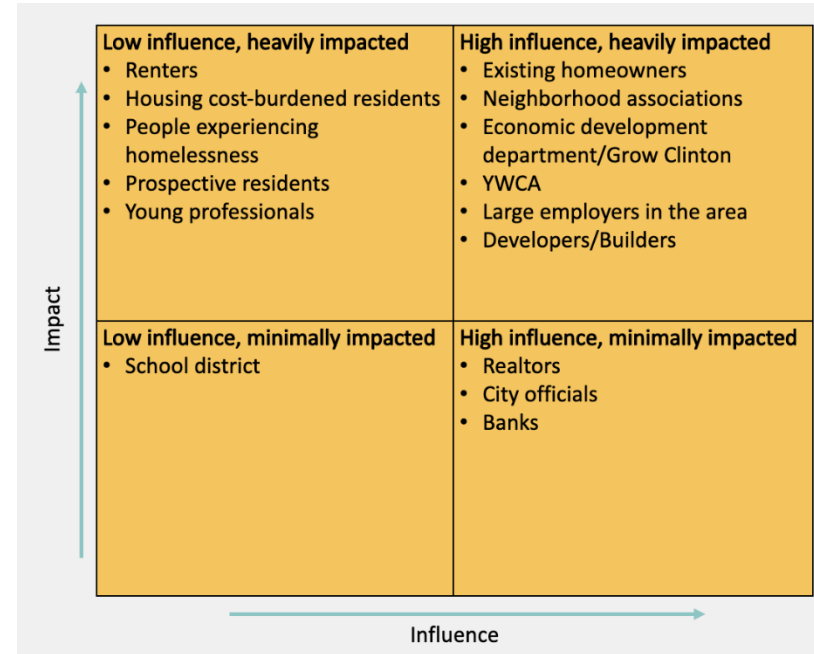 Low influence, heavily impacted
• Renters
• Housing cost-burdened residents
• People experiencing
homelessness
• Prospective residents
• Young professionals
High influence, heavily impacted
• Existing homeowners
• Neighborhood associations
• Economic development
department/Grow Clinton
• YWCA
• Large employers in the area
• Developers/Builders
Impact
Low influence, minimally impacted
• School district
High influence, minimally impacted
• Realtors
• City officials
• Banks
Influence